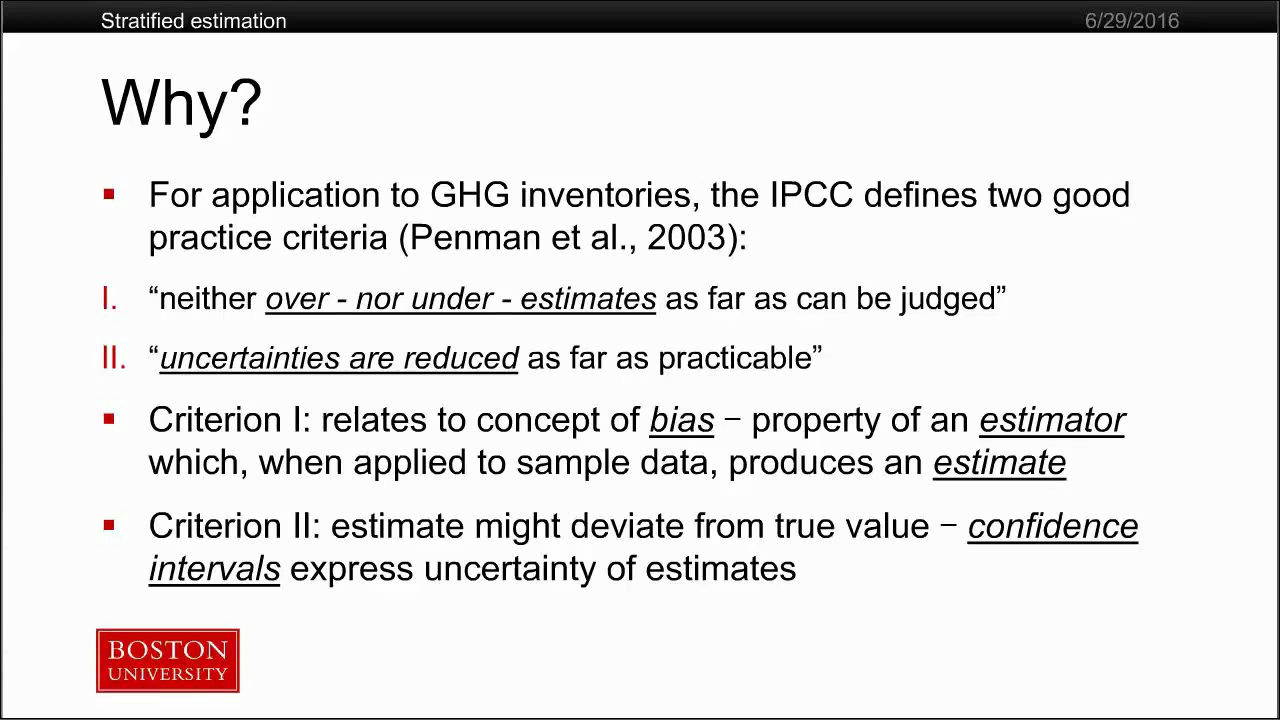 Stratified estimation
6/29/2016
Why?
▪ For application to GHG inventories, the IPCC defines two good
practice criteria (Penman et al., 2003):
I. “neither over - nor under - estimates as far as can be judged”
II. “uncertainties are reduced as far as practicable”
▪ Criterion I: relates to concept of bias − property of an estimator
which, when applied to sample data, produces an estimate
▪ Criterion II: estimate might deviate from true value − confidence
intervals express uncertainty of estimates
BOSTON
UNIVERSITY